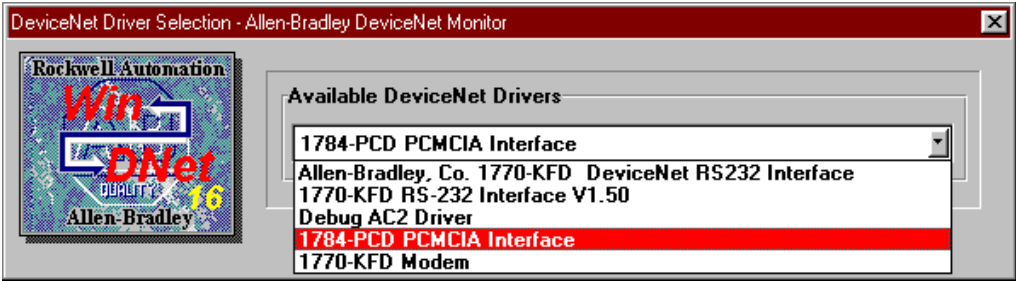 DeviceNet Driver Selection - Allen-Bradley DeviceNet Monitor
Rockwell Automation
Win
DNet
QUALITY
16
Allen-Bradley
Available DeviceNet Drivers
1784-PCD PCMCIA Interface
Allen-Bradley, Co. 1770-KFD  DeviceNet RS232 Interface
1770-KFD RS-232 Interface V1.50
Debug AC2 Driver
1784-PCD PCMCIA Interface
1770-KFD Modem